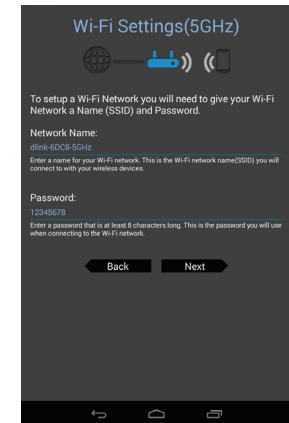 Wi-Fi Settings(5GHz)
To setup a Wi-Fi Network you will need to give your Wi-Fi
Network a Name (SSID) and Password.
Network Name:
dlink-6DC8-5GHz
Enter a name for your Wi-Fi network. This is the Wi-Fi network name(SSID) you will
connect to with your wireless devices.
Password:
12345678
Enter a password that is at least 8 characters long. This is the password you will use
when connecting to the Wi-Fi network.
Back Next